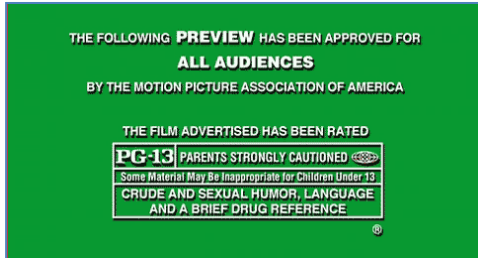 THE FOLLOWING PREVIEW HAS BEEN APPROVED FOR
ALL AUDIENCES
BY THE MOTION PICTURE ASSOCIATION OF AMERICA
THE FILM ADVERTISED HAS BEEN RATED
PG-13 PARENTS STRONGLY CAUTIONED
Some Material May Be Inappropriate for Children Under 13
CRUDE AND SEXUAL HUMOR, LANGUAGE
AND A BRIEF DRUG REFERENCE
®